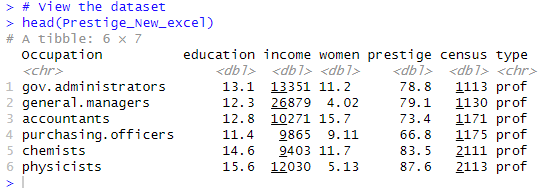 > # View the dataset
> head(Prestige_New_excel)
# A tibble: 6 × 7
Occupation education income women prestige census type
<chr> <dbl> <dbl> <dbl> <dbl> <dbl> <chr>
1 gov.administrators 13.1 13351 11.2 78.8 1113 prof
2 general.managers 12.3 26879 4.02 79.1 1130 prof
3 accountants 12.8 10271 15.7 73.4 1171 prof
4 purchasing.officers 11.4 9865 9.11 66.8 1175 prof
5 chemists 14.6 9403 11.7 83.5 2111 prof
6 physicists 15.6 12030 5.13 87.6 2113 prof
>